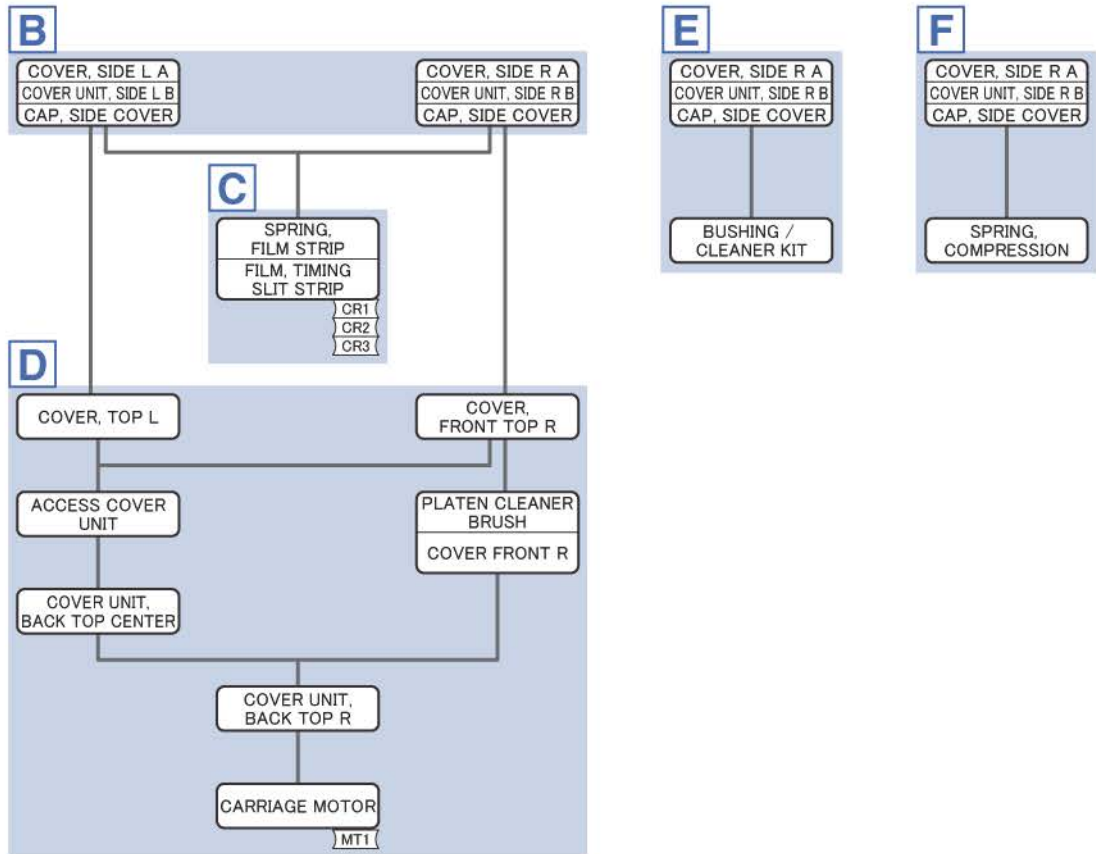 B
COVER, SIDE L A
COVER UNIT, SIDE L B
CAP, SIDE COVER
COVER, SIDE R A
COVER UNIT, SIDE R B
CAP, SIDE COVER
C
SPRING,
FILM STRIP
FILM, TIMING
SLIT STRIP
CR1
CR2
CR3
D
COVER, TOP L
COVER,
FRONT TOP R
ACCESS COVER
UNIT
PLATEN CLEANER
BRUSH
COVER FRONT R
COVER UNIT,
BACK TOP CENTER
COVER UNIT,
BACK TOP R
CARRIAGE MOTOR
MT1
E
COVER, SIDE R A
COVER UNIT, SIDE R B
CAP, SIDE COVER
BUSHING /
CLEANER KIT
F
COVER, SIDE R A
COVER UNIT, SIDE R B
CAP, SIDE COVER
SPRING,
COMPRESSION